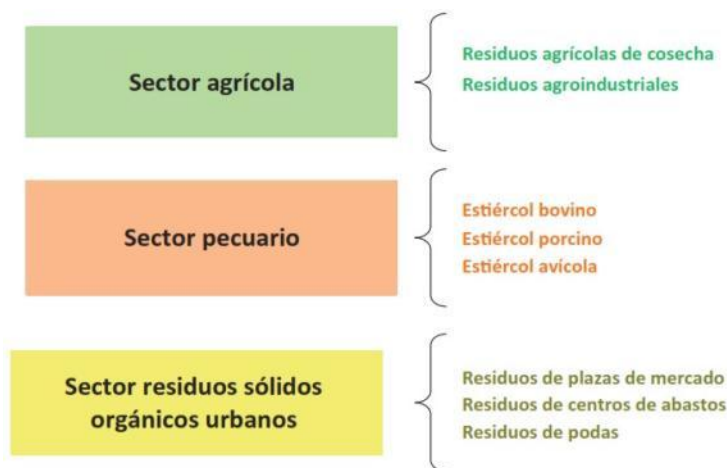 Sector agrícola
Residuos agrícolas de cosecha
Residuos agroindustriales
Sector pecuario
Estiércol bovino
Estiércol porcino
Estiércol avícola
Sector residuos sólidos
orgánicos urbanos
Residuos de plazas de mercado
Residuos de centros de abastos
Residuos de podas